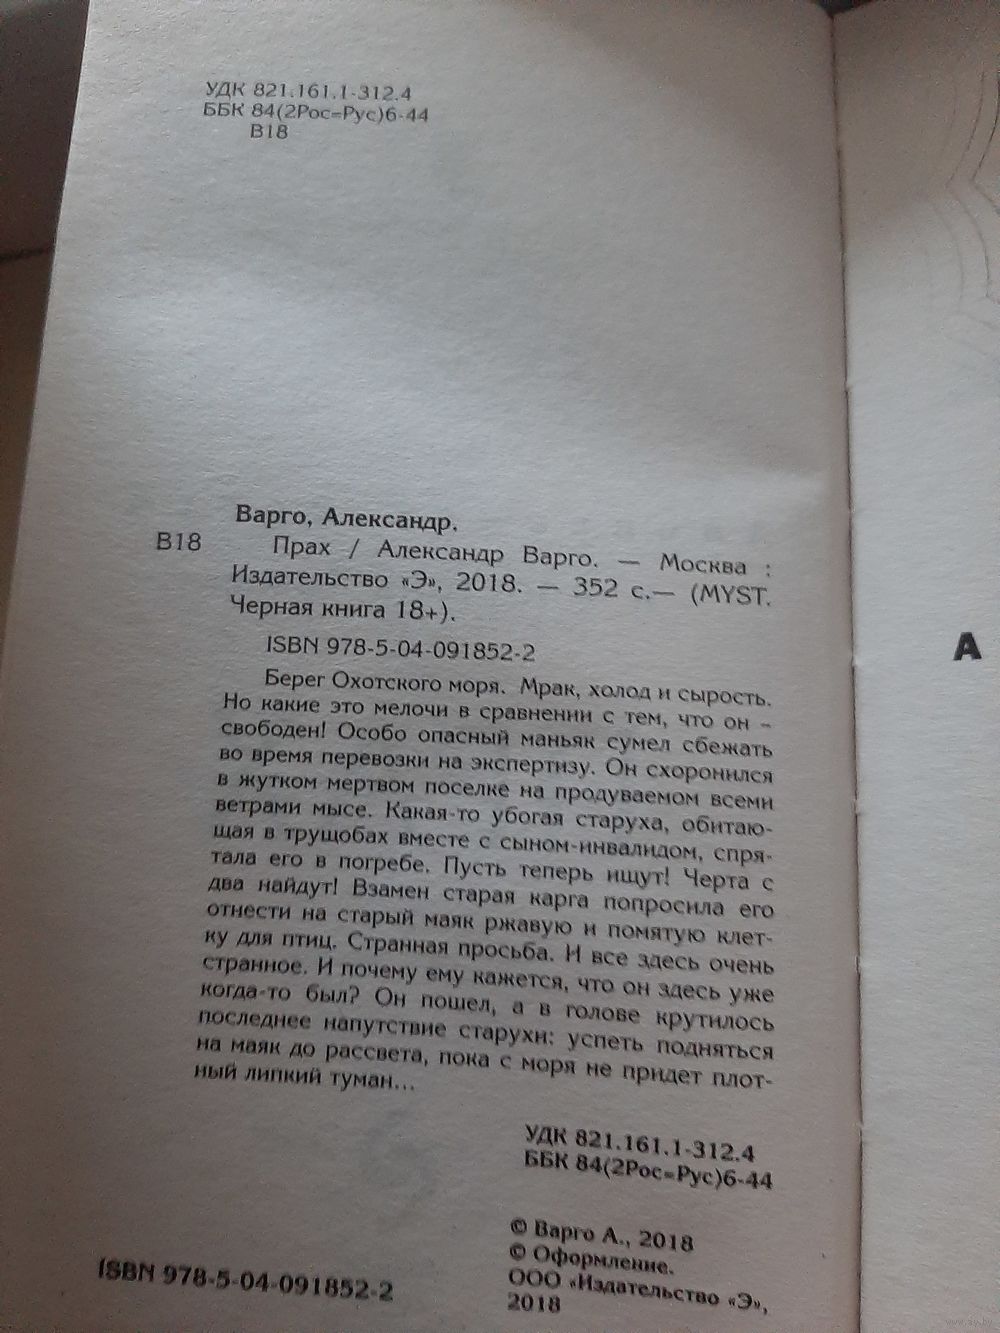 УДК 821.161.1-312.4
ББК 84(2Рос=Рус)6-44
В18
Варго, Александр.
В18 Прах / Александр Варго. — Москва :
Издательство «Э», 2018. — 352 с.— (MYST.
Черная книга 18+).
ISBN 978-5-04-091852-2
Берег Охотского моря. Мрак, холод и сырость.
Но какие это мелочи в сравнении с тем, что он –
свободен! Особо опасный маньяк сумел сбежать
во время перевозки на экспертизу. Он схоронился
в жутком мертвом поселке на продуваемом всеми
ветрами мысе. Какая-то убогая старуха, обитаю-
щая в трущобах вместе с сыном-инвалидом, спря-
тала его в погребе. Пусть теперь ищут! Черта с
два найдут! Взамен старая карга попросила его
отнести на старый маяк ржавую и помятую клет-
ку для птиц. Странная просьба. И все здесь очень
странное. И почему ему кажется, что он здесь уже
когда-то был? Он пошел, а в голове крутилось
последнее напутствие старухи: успеть подняться
на маяк до рассвета, пока с моря не придет плот-
ный липкий туман...
УДК 821.161.1-312.4
ББК 84(2Рос=Рус)6-44
© Варго А., 2018
© Оформление.
ООО «Издательство «Э»,
2018
ISBN 978-5-04-091852-2
А